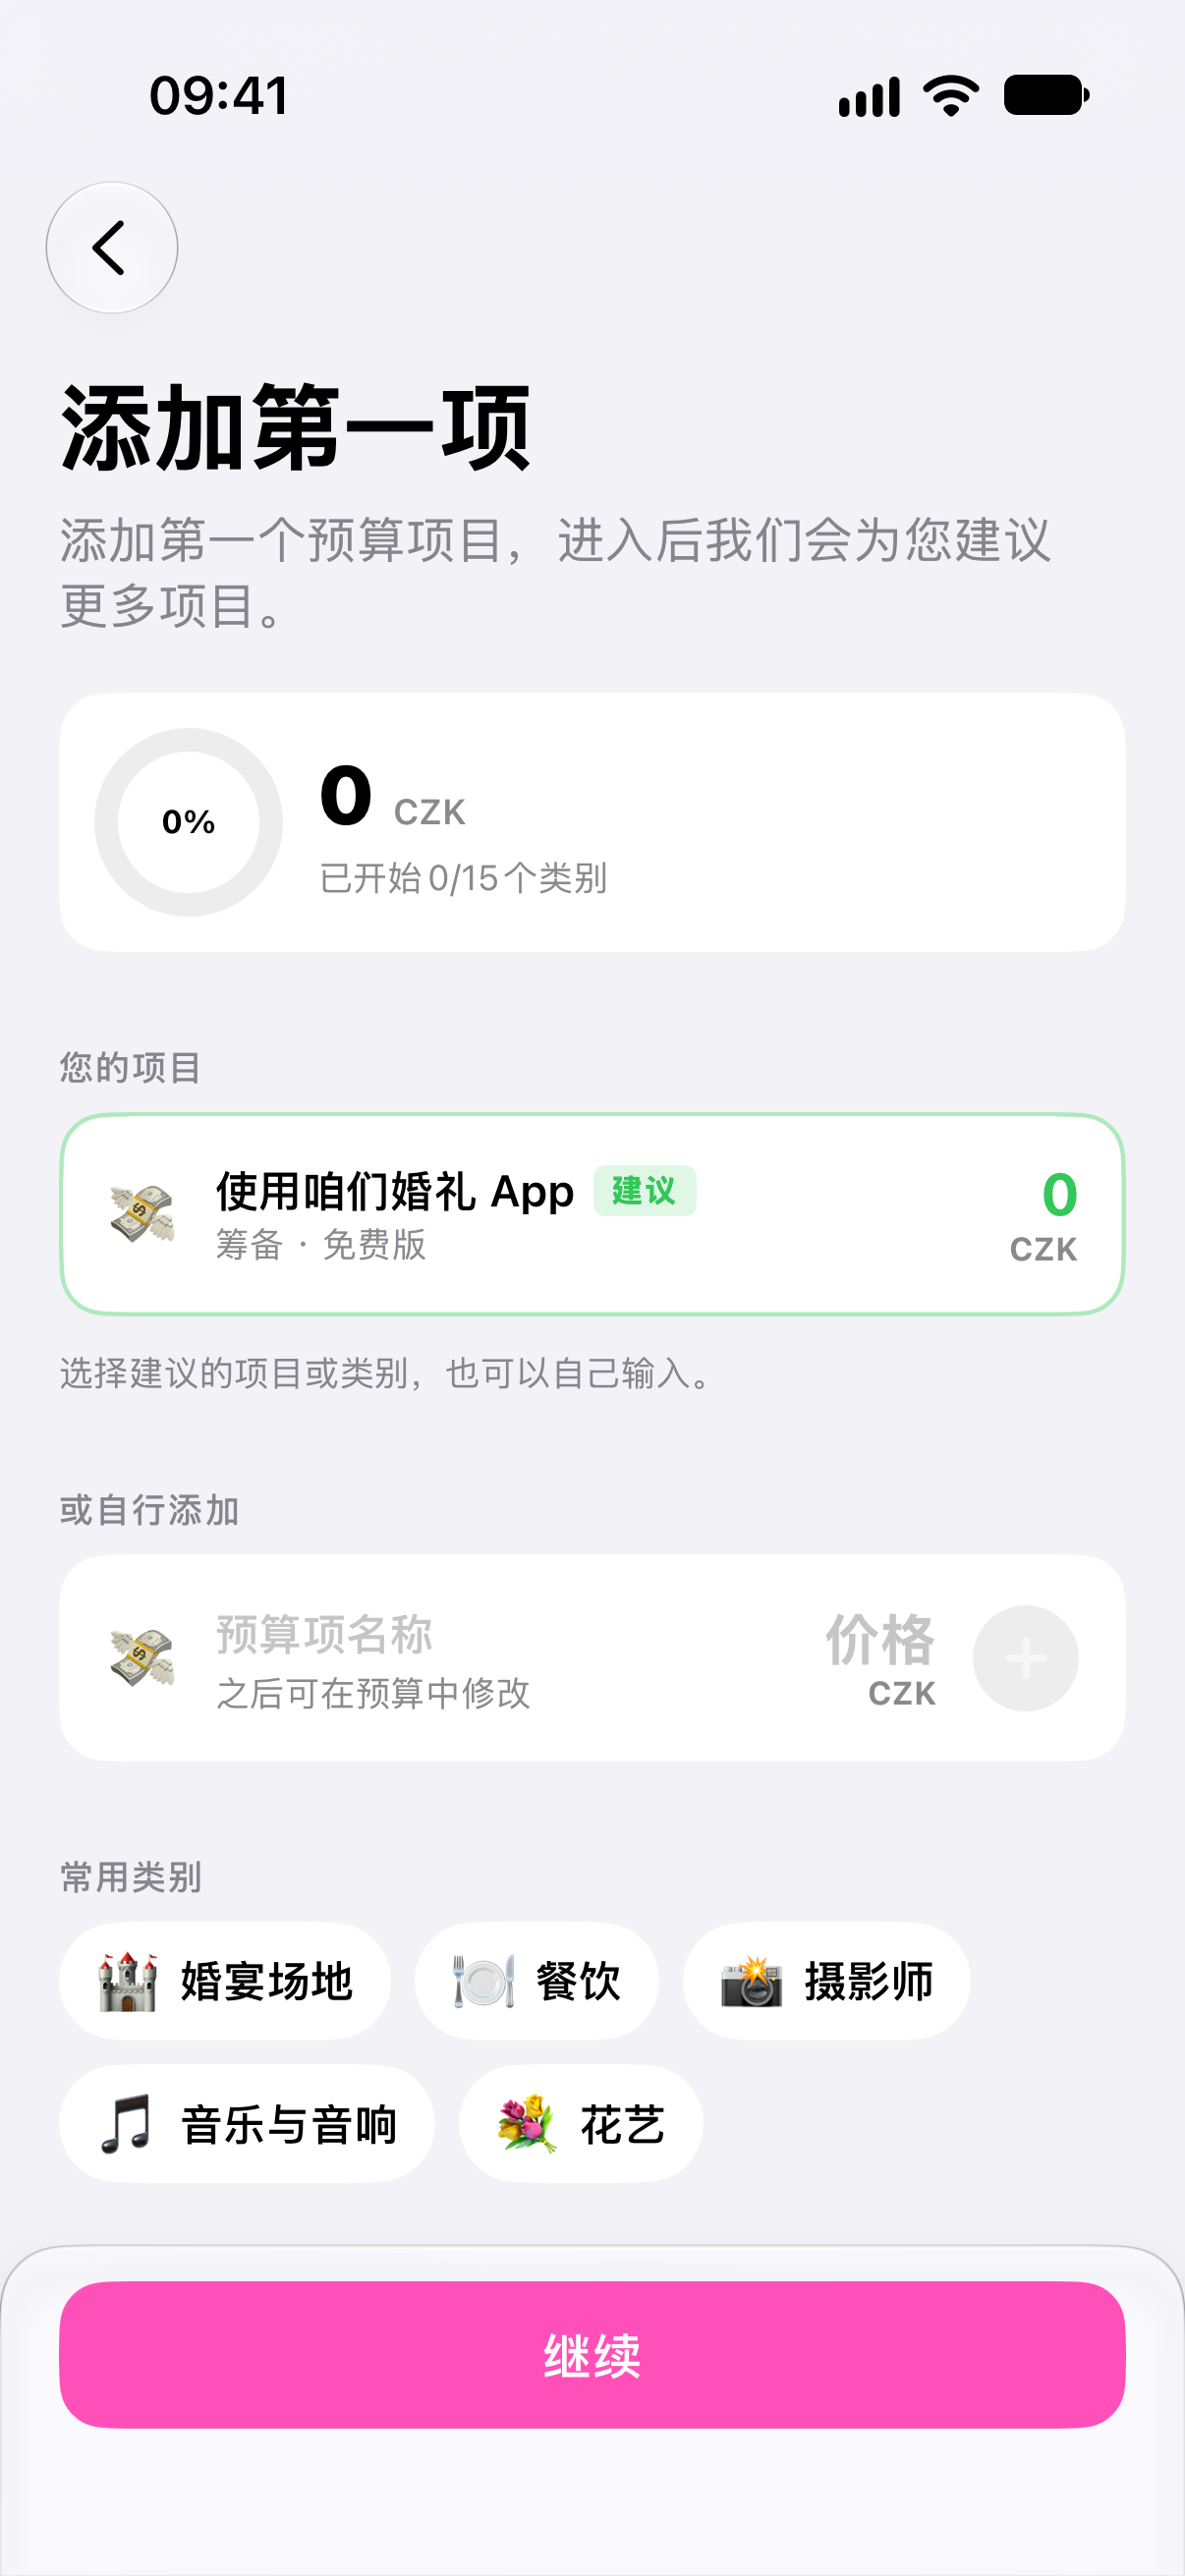 09:41
添加第一项
添加第一个预算项目，进入后我们会为您建议
更多项目。
0%
0 CZK
已开始 0/15 个类别
您的项目
使用咱们婚礼 App 建议
筹备 · 免费版
0
CZK
选择建议的项目或类别，也可以自己输入。
或自行添加
预算项名称
之后可在预算中修改
价格
CZK
常用类别
婚宴场地 餐饮 摄影师
音乐与音响 花艺
继续